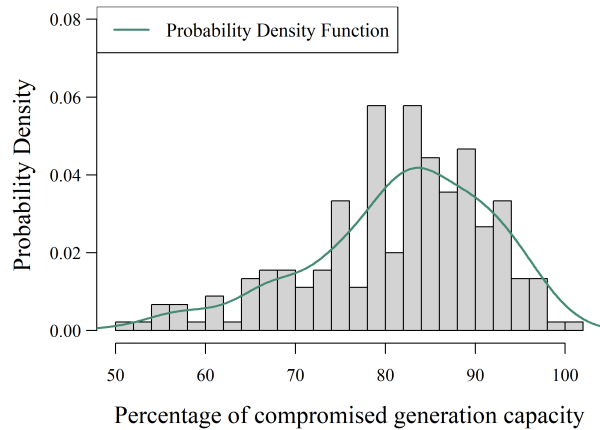 Probability Density Function
Probability Density
0.08
0.06
0.04
0.02
0.00
50 60 70 80 90 100
Percentage of compromised generation capacity